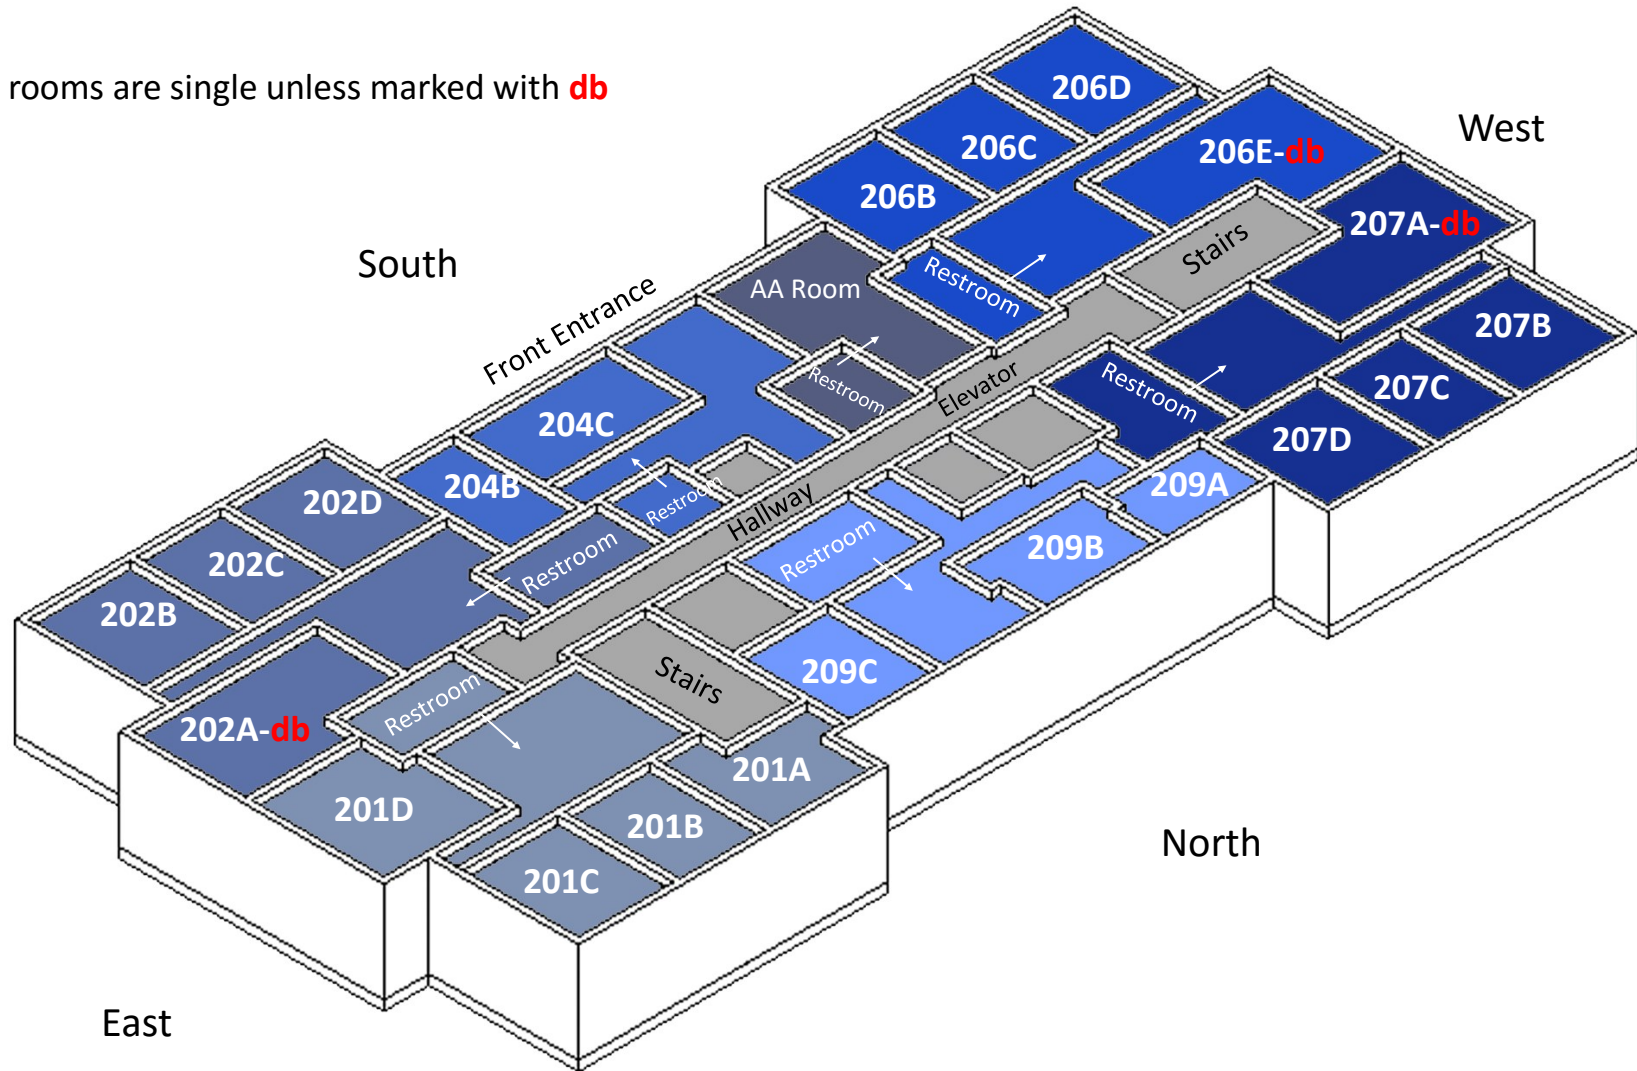 rooms are single unless marked with db
206D
West
206C
206E-db
206B
207A-db
South
Stairs
Restroom
AA Room
Front Entrance
207B
Restroom
Elevator
207C
Restroom
204C
207D
204B
209A
202D
Restroom
Hallway
Restroom
209B
202C
Restroom
202B
209C
Stairs
Restroom
202A-db
201A
201D
201B
201C
North
East